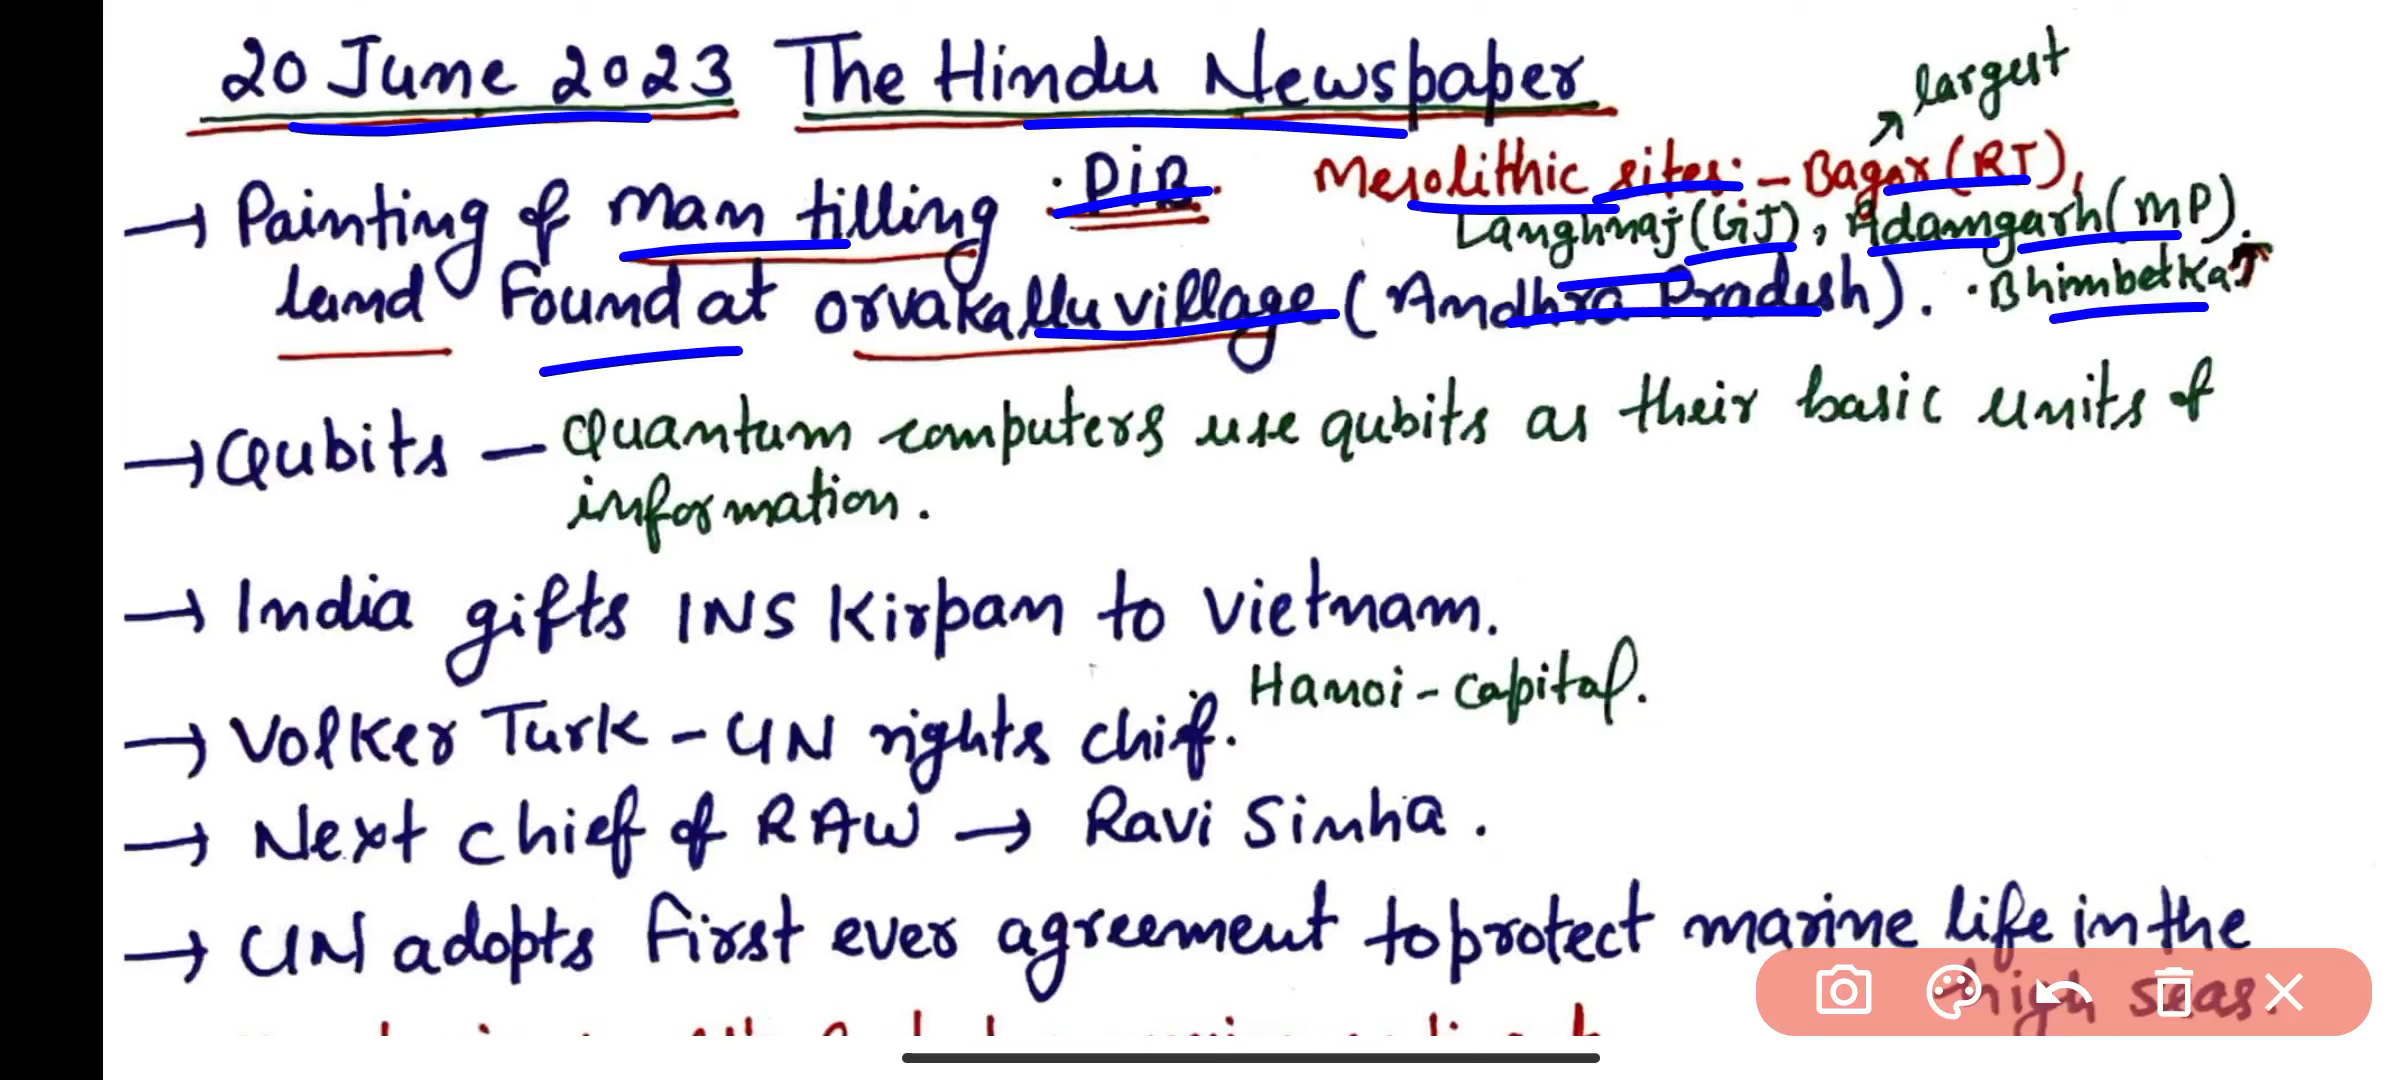 20 June 2023 The Hindu Newspaper
largest
→ Painting of man tilling . PIB. Mesolithic sites:- Bagor (RJ),
Langhnaj (GJ), Adamgarh (MP).
land found at orvakallu village (Andhra Pradesh). . Bhimbetka
→ Qubits - Quantum computers use qubits as their basic units of
information.
→ India gifts INS Kirpan to Vietnam.
Hanoi - capital.
→ Volker Turk - UN rights chief.
→ Next chief of RAW → Ravi Sinha.
→ UN adopts first ever agreement to protect marine life in the
high seas.